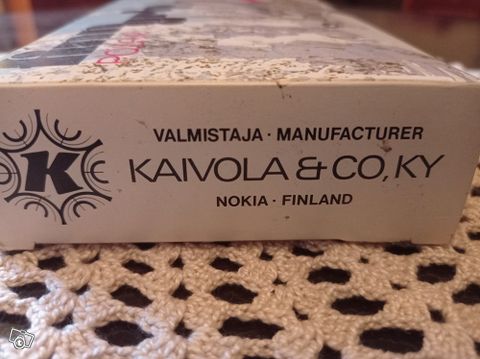 K
VALMISTAJA · MANUFACTURER
KAIVOLA & CO, KY
NOKIA · FINLAND